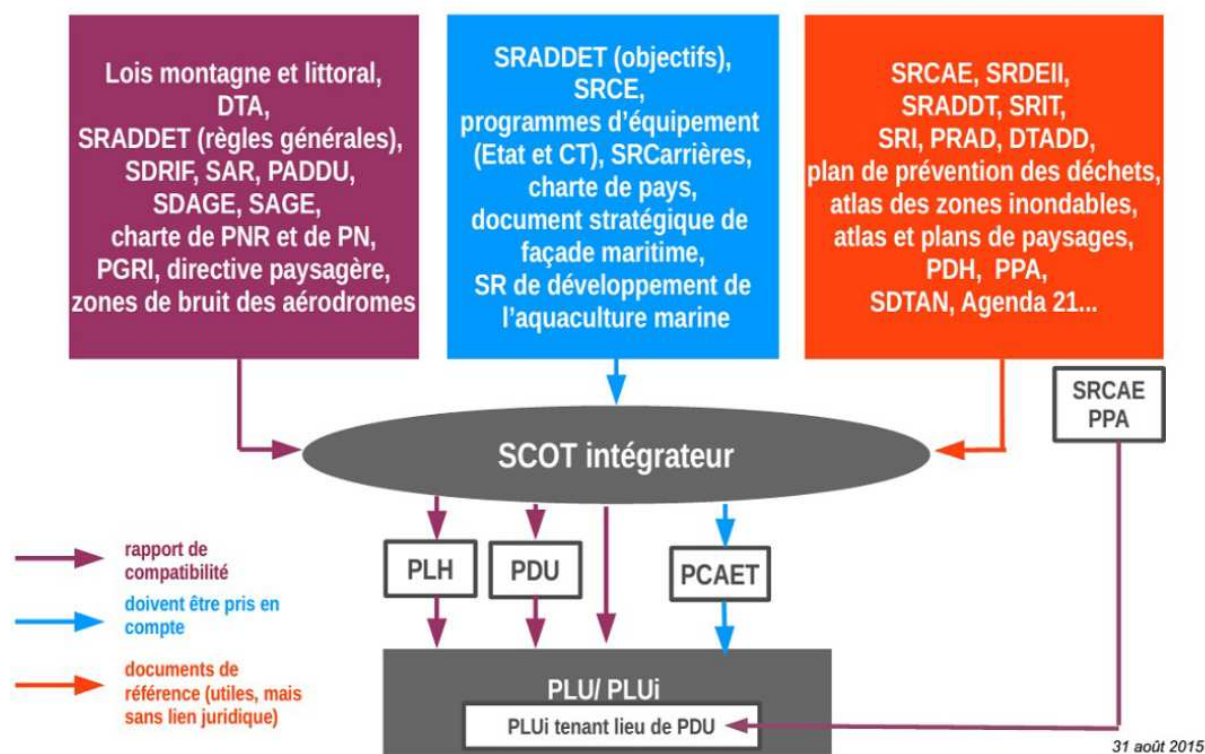 Lois montagne et littoral,
DTA,
SRADDET (règles générales),
SDRIF, SAR, PADDU,
SDAGE, SAGE,
charte de PNR et de PN,
PGRI, directive paysagère,
zones de bruit des aérodromes
SRADDET (objectifs),
SRCE,
programmes d'équipement
(Etat et CT), SRCarrières,
charte de pays,
document stratégique de
façade maritime,
SR de développement de
l'aquaculture marine
SRCAE, SRDEII,
SRADDT, SRIT,
SRI, PRAD, DTADD,
plan de prévention des déchets,
atlas des zones inondables,
atlas et plans de paysages,
PDH, PPA,
SDTAN, Agenda 21...
SRCAE
PPA
SCOT intégrateur
PLH
PDU
PCAET
rapport de
compatibilité
doivent être pris en
compte
documents de
référence (utiles, mais
sans lien juridique)
PLU/ PLUi
PLUi tenant lieu de PDU
31 août 2015